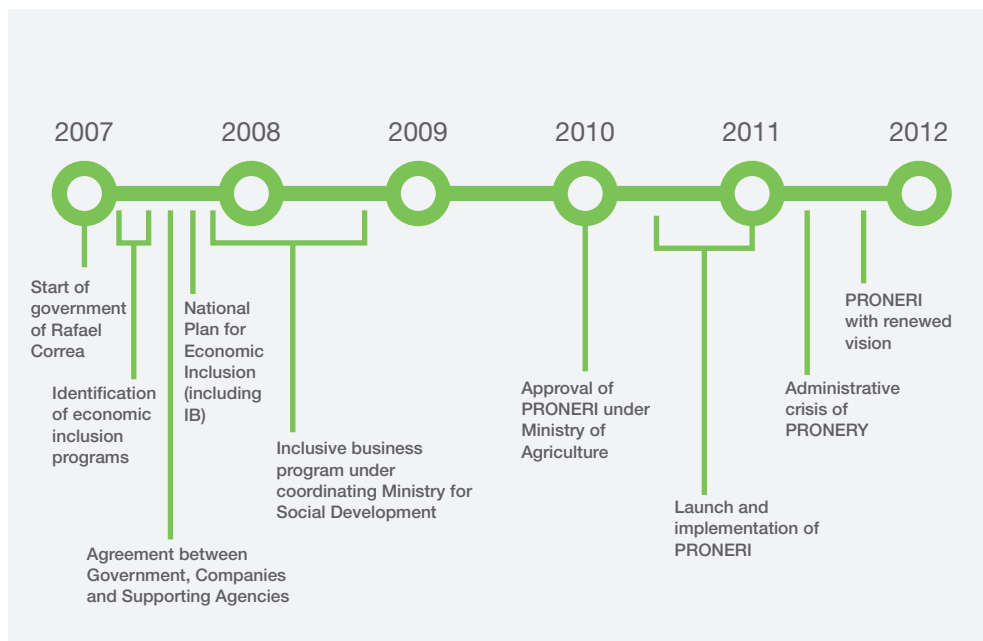 2007
2008
2009
2010
2011
2012
Start of
government
of Rafael
Correa
Identification
of economic
inclusion
programs
Agreement between
Government, Companies
and Supporting Agencies
National
Plan for
Economic
Inclusion
(including
IB)
Inclusive business
program under
coordinating Ministry for
Social Development
Approval of
PRONERI under
Ministry of
Agriculture
Launch and
implementation of
PRONERI
Administrative
crisis of
PRONERY
PRONERI
with renewed
vision